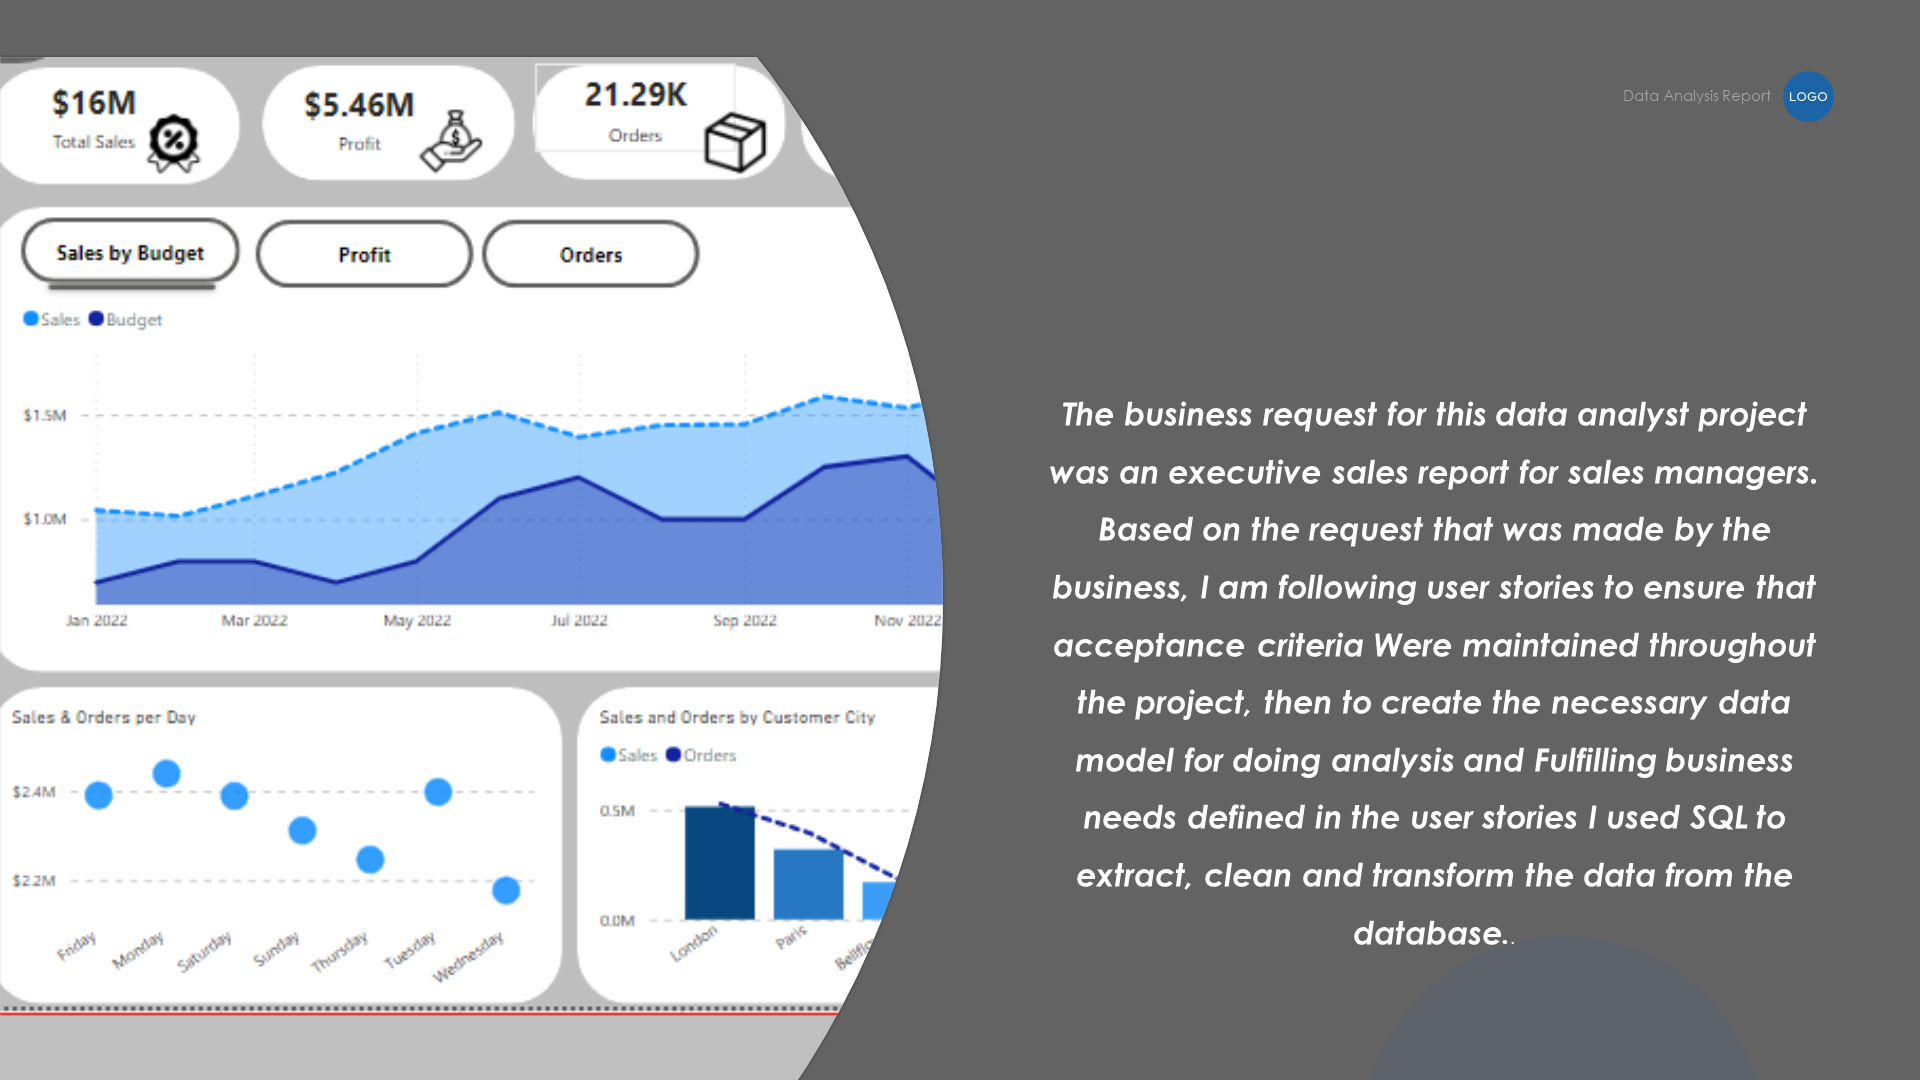 $16M
Total Sales
$5.46M
Profit
21.29K
Orders
Data Analysis Report
LOGO
Sales by Budget
Profit
Orders
Sales
Budget
$1.5M
$1.0M
Jan 2022
Mar 2022
May 2022
Jul 2022
Sep 2022
Nov 2022
Sales & Orders per Day
$2.4M
$2.2M
Friday
Monday
Saturday
Sunday
Thursday
Tuesday
Wednesday
Sales and Orders by Customer City
Sales
Orders
0.5M
0.0M
London
Paris
The business request for this data analyst project
was an executive sales report for sales managers.
Based on the request that was made by the
business, I am following user stories to ensure that
acceptance criteria Were maintained throughout
the project, then to create the necessary data
model for doing analysis and Fulfilling business
needs defined in the user stories I used SQL to
extract, clean and transform the data from the
database..